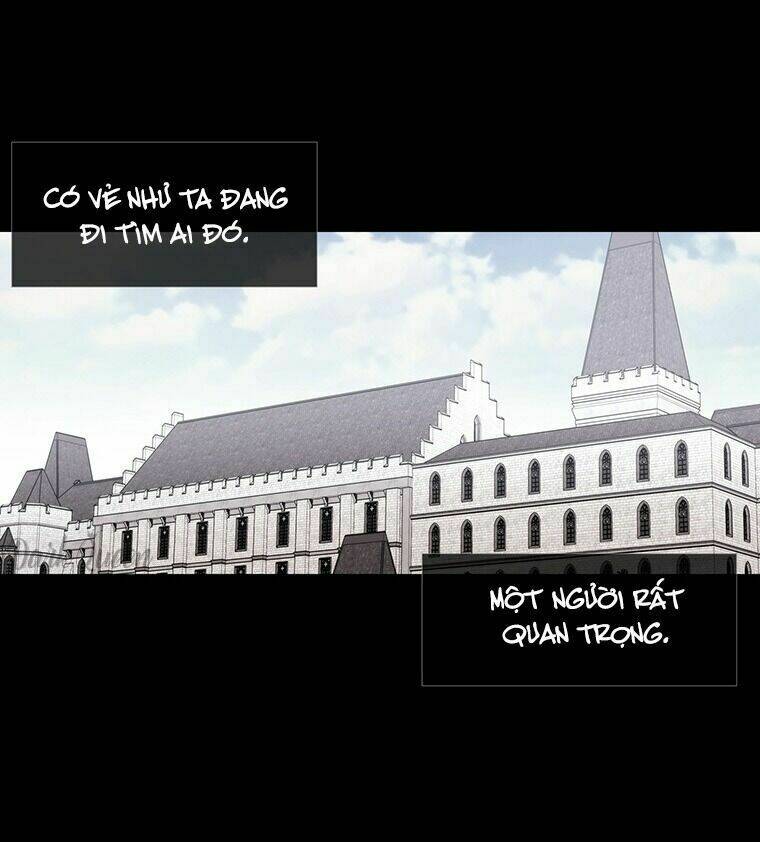 CÓ VẺ NHƯ TA ĐANG
ĐI TÌM AI ĐÓ.
MỘT NGƯỜI RẤT
QUAN TRỌNG.